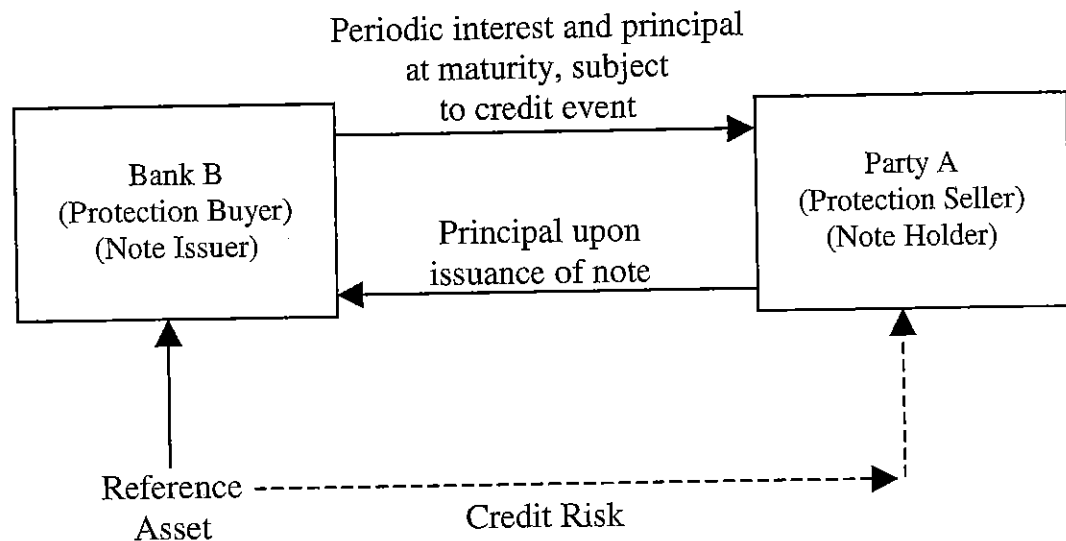 Periodic interest and principal
at maturity, subject
to credit event
Bank B
(Protection Buyer)
(Note Issuer)
Party A
(Protection Seller)
(Note Holder)
Principal upon
issuance of note
Reference
Asset
Credit Risk